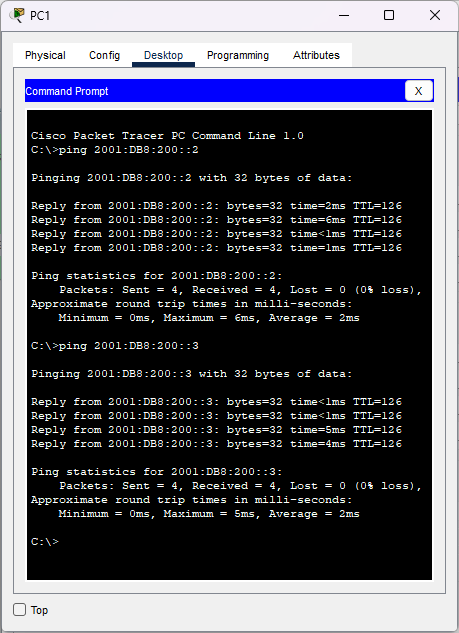 PC1
Physical Config Desktop Programming Attributes
Command Prompt X
Cisco Packet Tracer PC Command Line 1.0
C:\>ping 2001:DB8:200::2
Pinging 2001:DB8:200::2 with 32 bytes of data:
Reply from 2001:DB8:200::2: bytes=32 time=2ms TTL=126
Reply from 2001:DB8:200::2: bytes=32 time=6ms TTL=126
Reply from 2001:DB8:200::2: bytes=32 time<1ms TTL=126
Reply from 2001:DB8:200::2: bytes=32 time=1ms TTL=126
Ping statistics for 2001:DB8:200::2:
    Packets: Sent = 4, Received = 4, Lost = 0 (0% loss),
Approximate round trip times in milli-seconds:
    Minimum = 0ms, Maximum = 6ms, Average = 2ms
C:\>ping 2001:DB8:200::3
Pinging 2001:DB8:200::3 with 32 bytes of data:
Reply from 2001:DB8:200::3: bytes=32 time<1ms TTL=126
Reply from 2001:DB8:200::3: bytes=32 time<1ms TTL=126
Reply from 2001:DB8:200::3: bytes=32 time=5ms TTL=126
Reply from 2001:DB8:200::3: bytes=32 time=4ms TTL=126
Ping statistics for 2001:DB8:200::3:
    Packets: Sent = 4, Received = 4, Lost = 0 (0% loss),
Approximate round trip times in milli-seconds:
    Minimum = 0ms, Maximum = 5ms, Average = 2ms
C:\>
Top